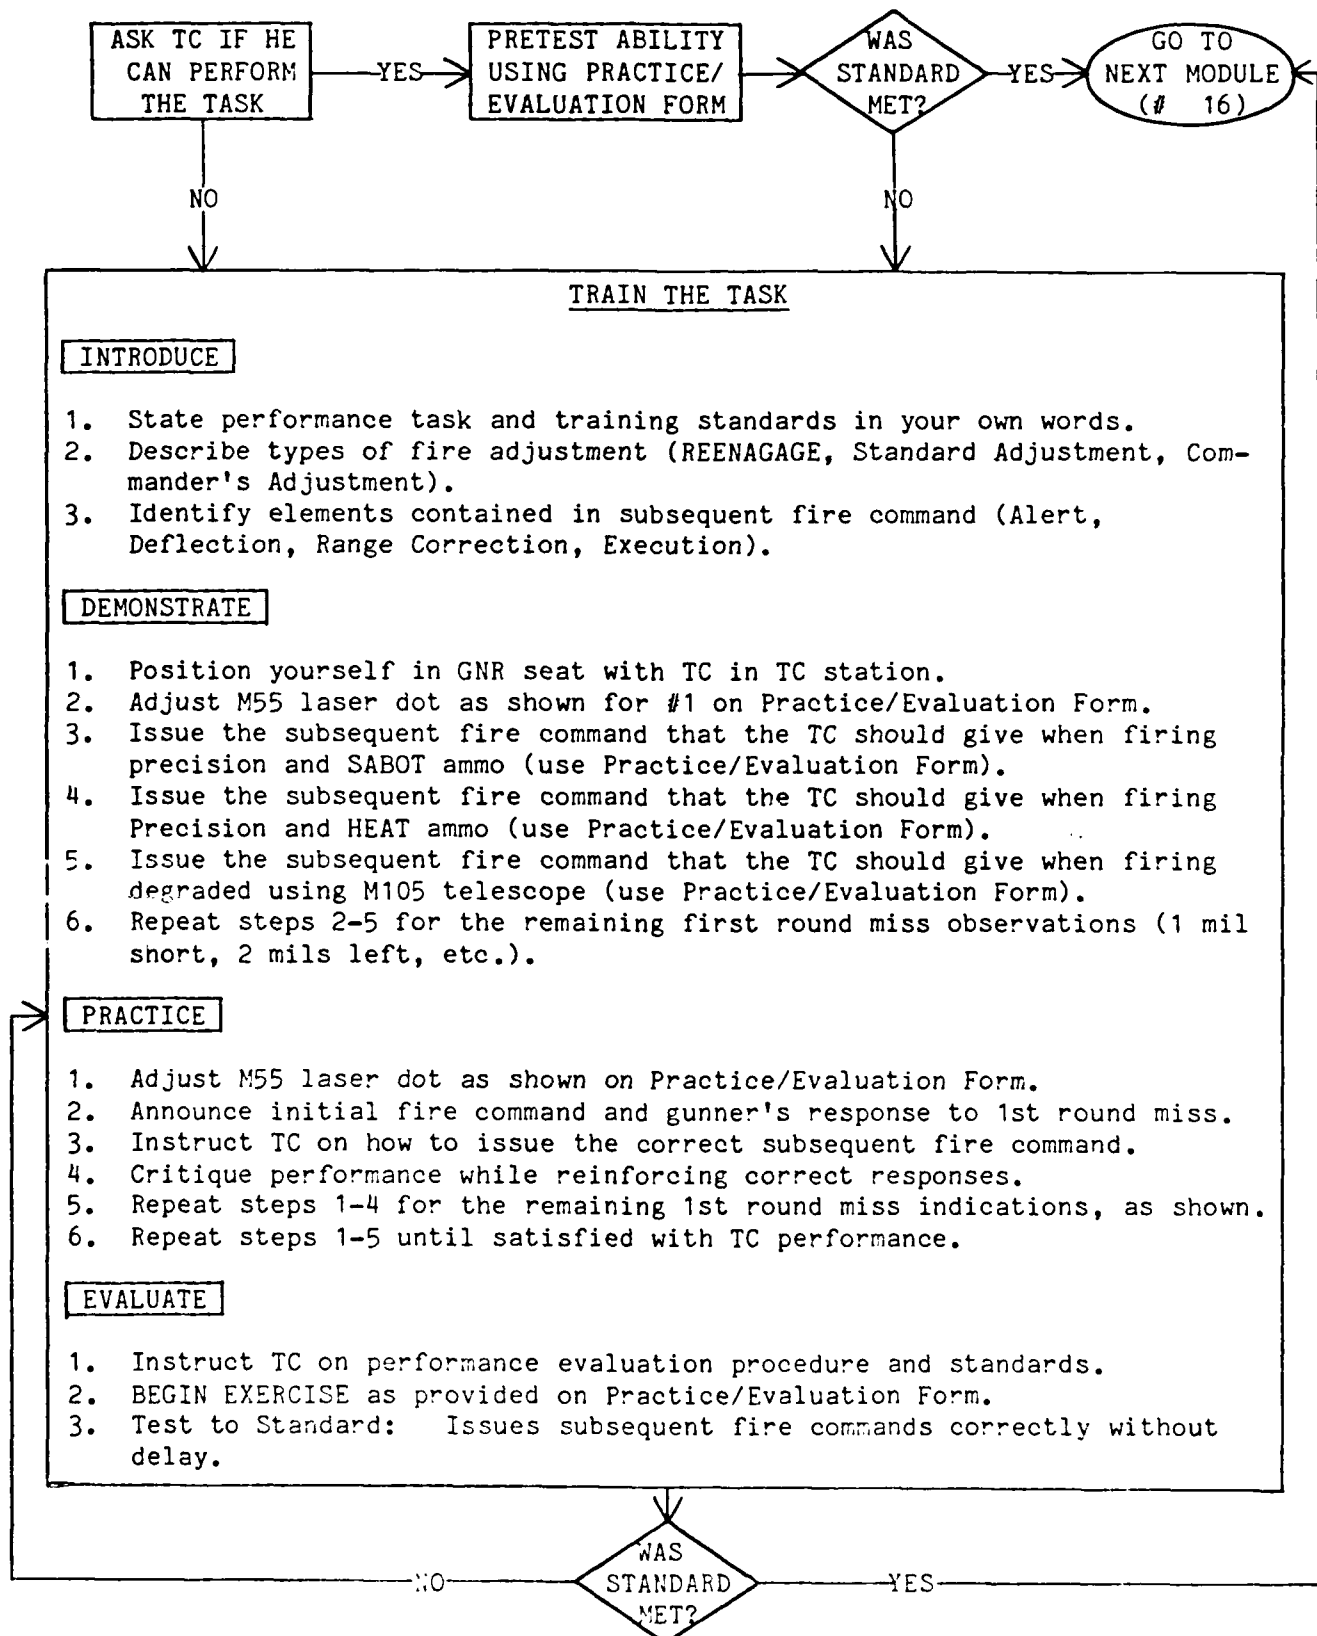 ASK TC IF HE
CAN PERFORM
THE TASK
YES
PRETEST ABILITY
USING PRACTICE/
EVALUATION FORM
WAS
STANDARD
MET?
YES
GO TO
NEXT MODULE
(# 16)
NO
NO
TRAIN THE TASK
INTRODUCE
1. State performance task and training standards in your own words.
2. Describe types of fire adjustment (REENAGAGE, Standard Adjustment, Com-
mander's Adjustment).
3. Identify elements contained in subsequent fire command (Alert,
Deflection, Range Correction, Execution).
DEMONSTRATE
1. Position yourself in GNR seat with TC in TC station.
2. Adjust M55 laser dot as shown for #1 on Practice/Evaluation Form.
3. Issue the subsequent fire command that the TC should give when firing
precision and SABOT ammo (use Practice/Evaluation Form).
4. Issue the subsequent fire command that the TC should give when firing
Precision and HEAT ammo (use Practice/Evaluation Form).
5. Issue the subsequent fire command that the TC should give when firing
degraded using M105 telescope (use Practice/Evaluation Form).
6. Repeat steps 2-5 for the remaining first round miss observations (1 mil
short, 2 mils left, etc.).
PRACTICE
1. Adjust M55 laser dot as shown on Practice/Evaluation Form.
2. Announce initial fire command and gunner's response to 1st round miss.
3. Instruct TC on how to issue the correct subsequent fire command.
4. Critique performance while reinforcing correct responses.
5. Repeat steps 1-4 for the remaining 1st round miss indications, as shown.
6. Repeat steps 1-5 until satisfied with TC performance.
EVALUATE
1. Instruct TC on performance evaluation procedure and standards.
2. BEGIN EXERCISE as provided on Practice/Evaluation Form.
3. Test to Standard: Issues subsequent fire commands correctly without
delay.
NO
WAS
STANDARD
MET?
YES